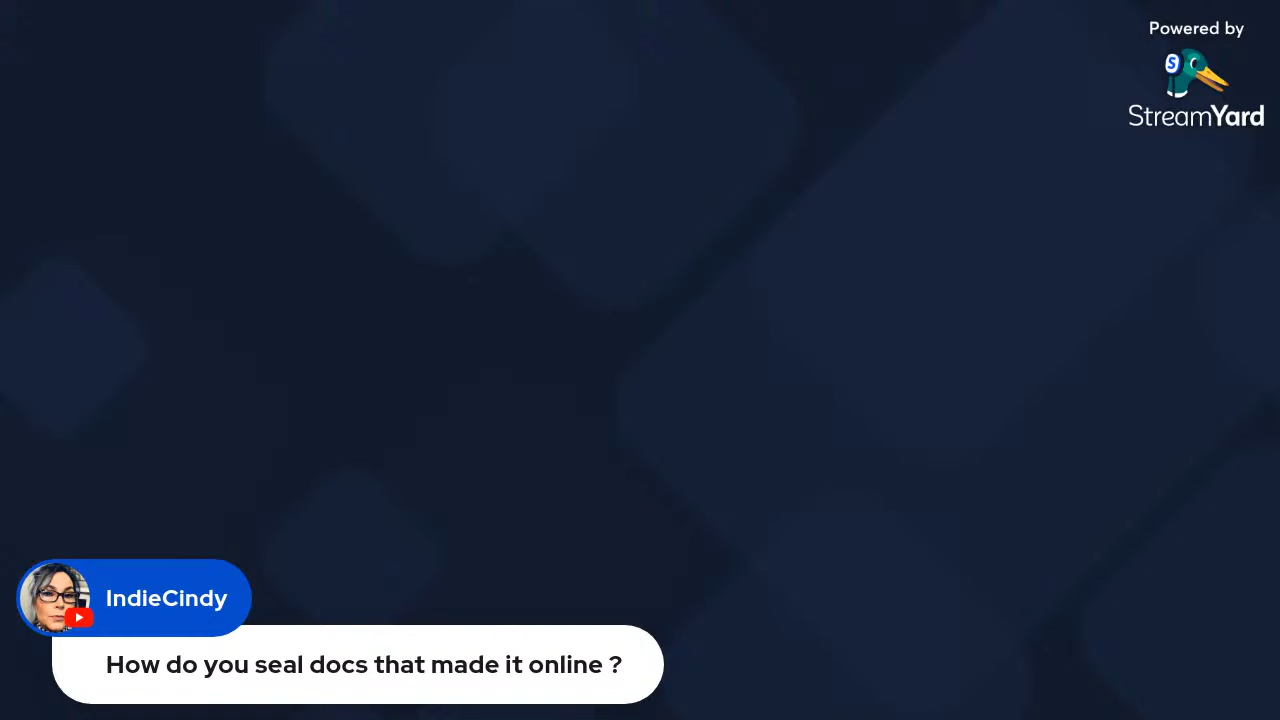 Powered by
S
StreamYard
IndieCindy
How do you seal docs that made it online ?